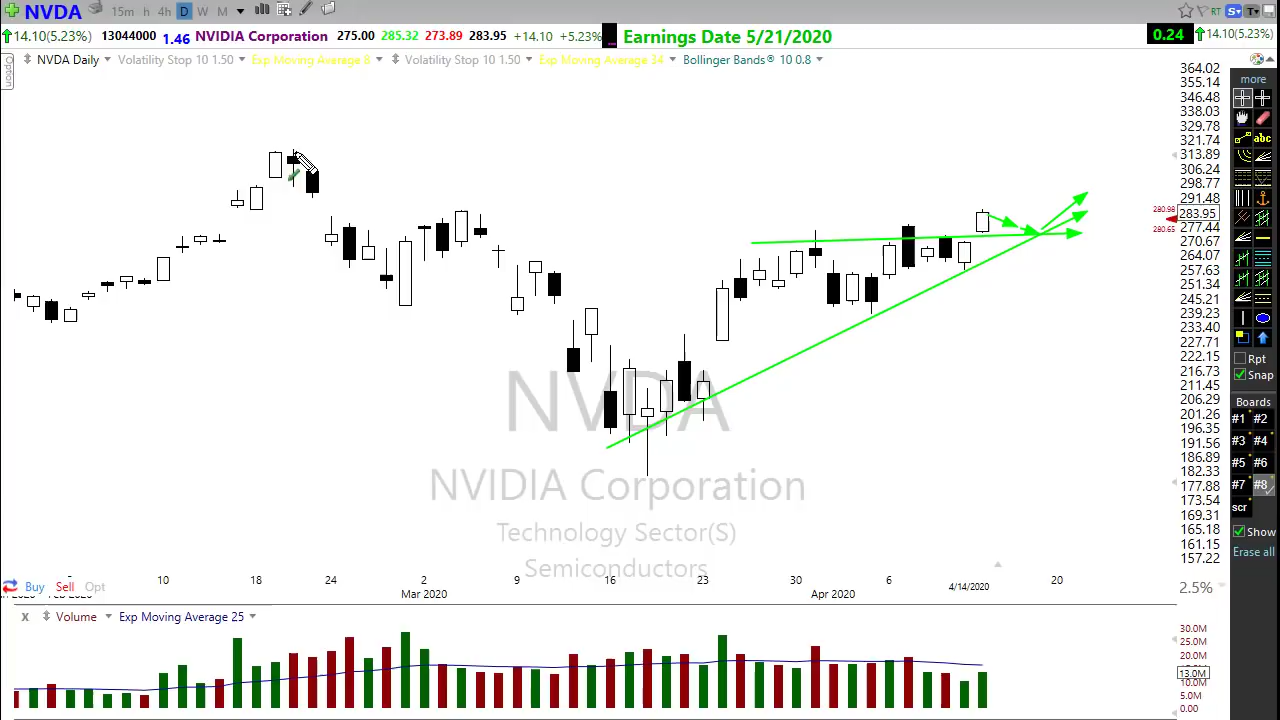 NVDA 15m h 4h D W M RT S T
14.10(5.23%) 13044000 1.46 NVIDIA Corporation 275.00 285.32 273.89 283.95 +14.10 +5.23% Earnings Date 5/21/2020 0.24 14.10(5.23%)
Option NVDA Daily Volatility Stop 10 1.50 Exp Moving Average 8 Volatility Stop 10 1.50 Exp Moving Average 34 Bollinger Bands® 10 0.8
364.02
355.14
346.48
338.03
329.78
321.74
313.89
306.24
298.77
291.48
280.98
283.95
280.65
277.44
270.67
264.07
257.63
251.34
245.21
239.23
233.40
227.71
222.15
216.73
211.45
206.29
201.26
196.35
191.56
186.89
182.33
177.88
173.54
169.31
165.18
161.15
157.22
more
abc
Rpt
Snap
Boards
#1 #2
#3 #4
#5 #6
#7 #8
scr
Show
Erase all
NVDA
NVIDIA Corporation
Technology Sector(S)
Semiconductors
10 18 24 2 9 16 23 30 6 4/14/2020 20
Buy Sell Opt 2.5%
Mar 2020 Apr 2020
x Volume Exp Moving Average 25
30.0M
25.0M
20.0M
13.0M
10.0M
5.0M
0.00